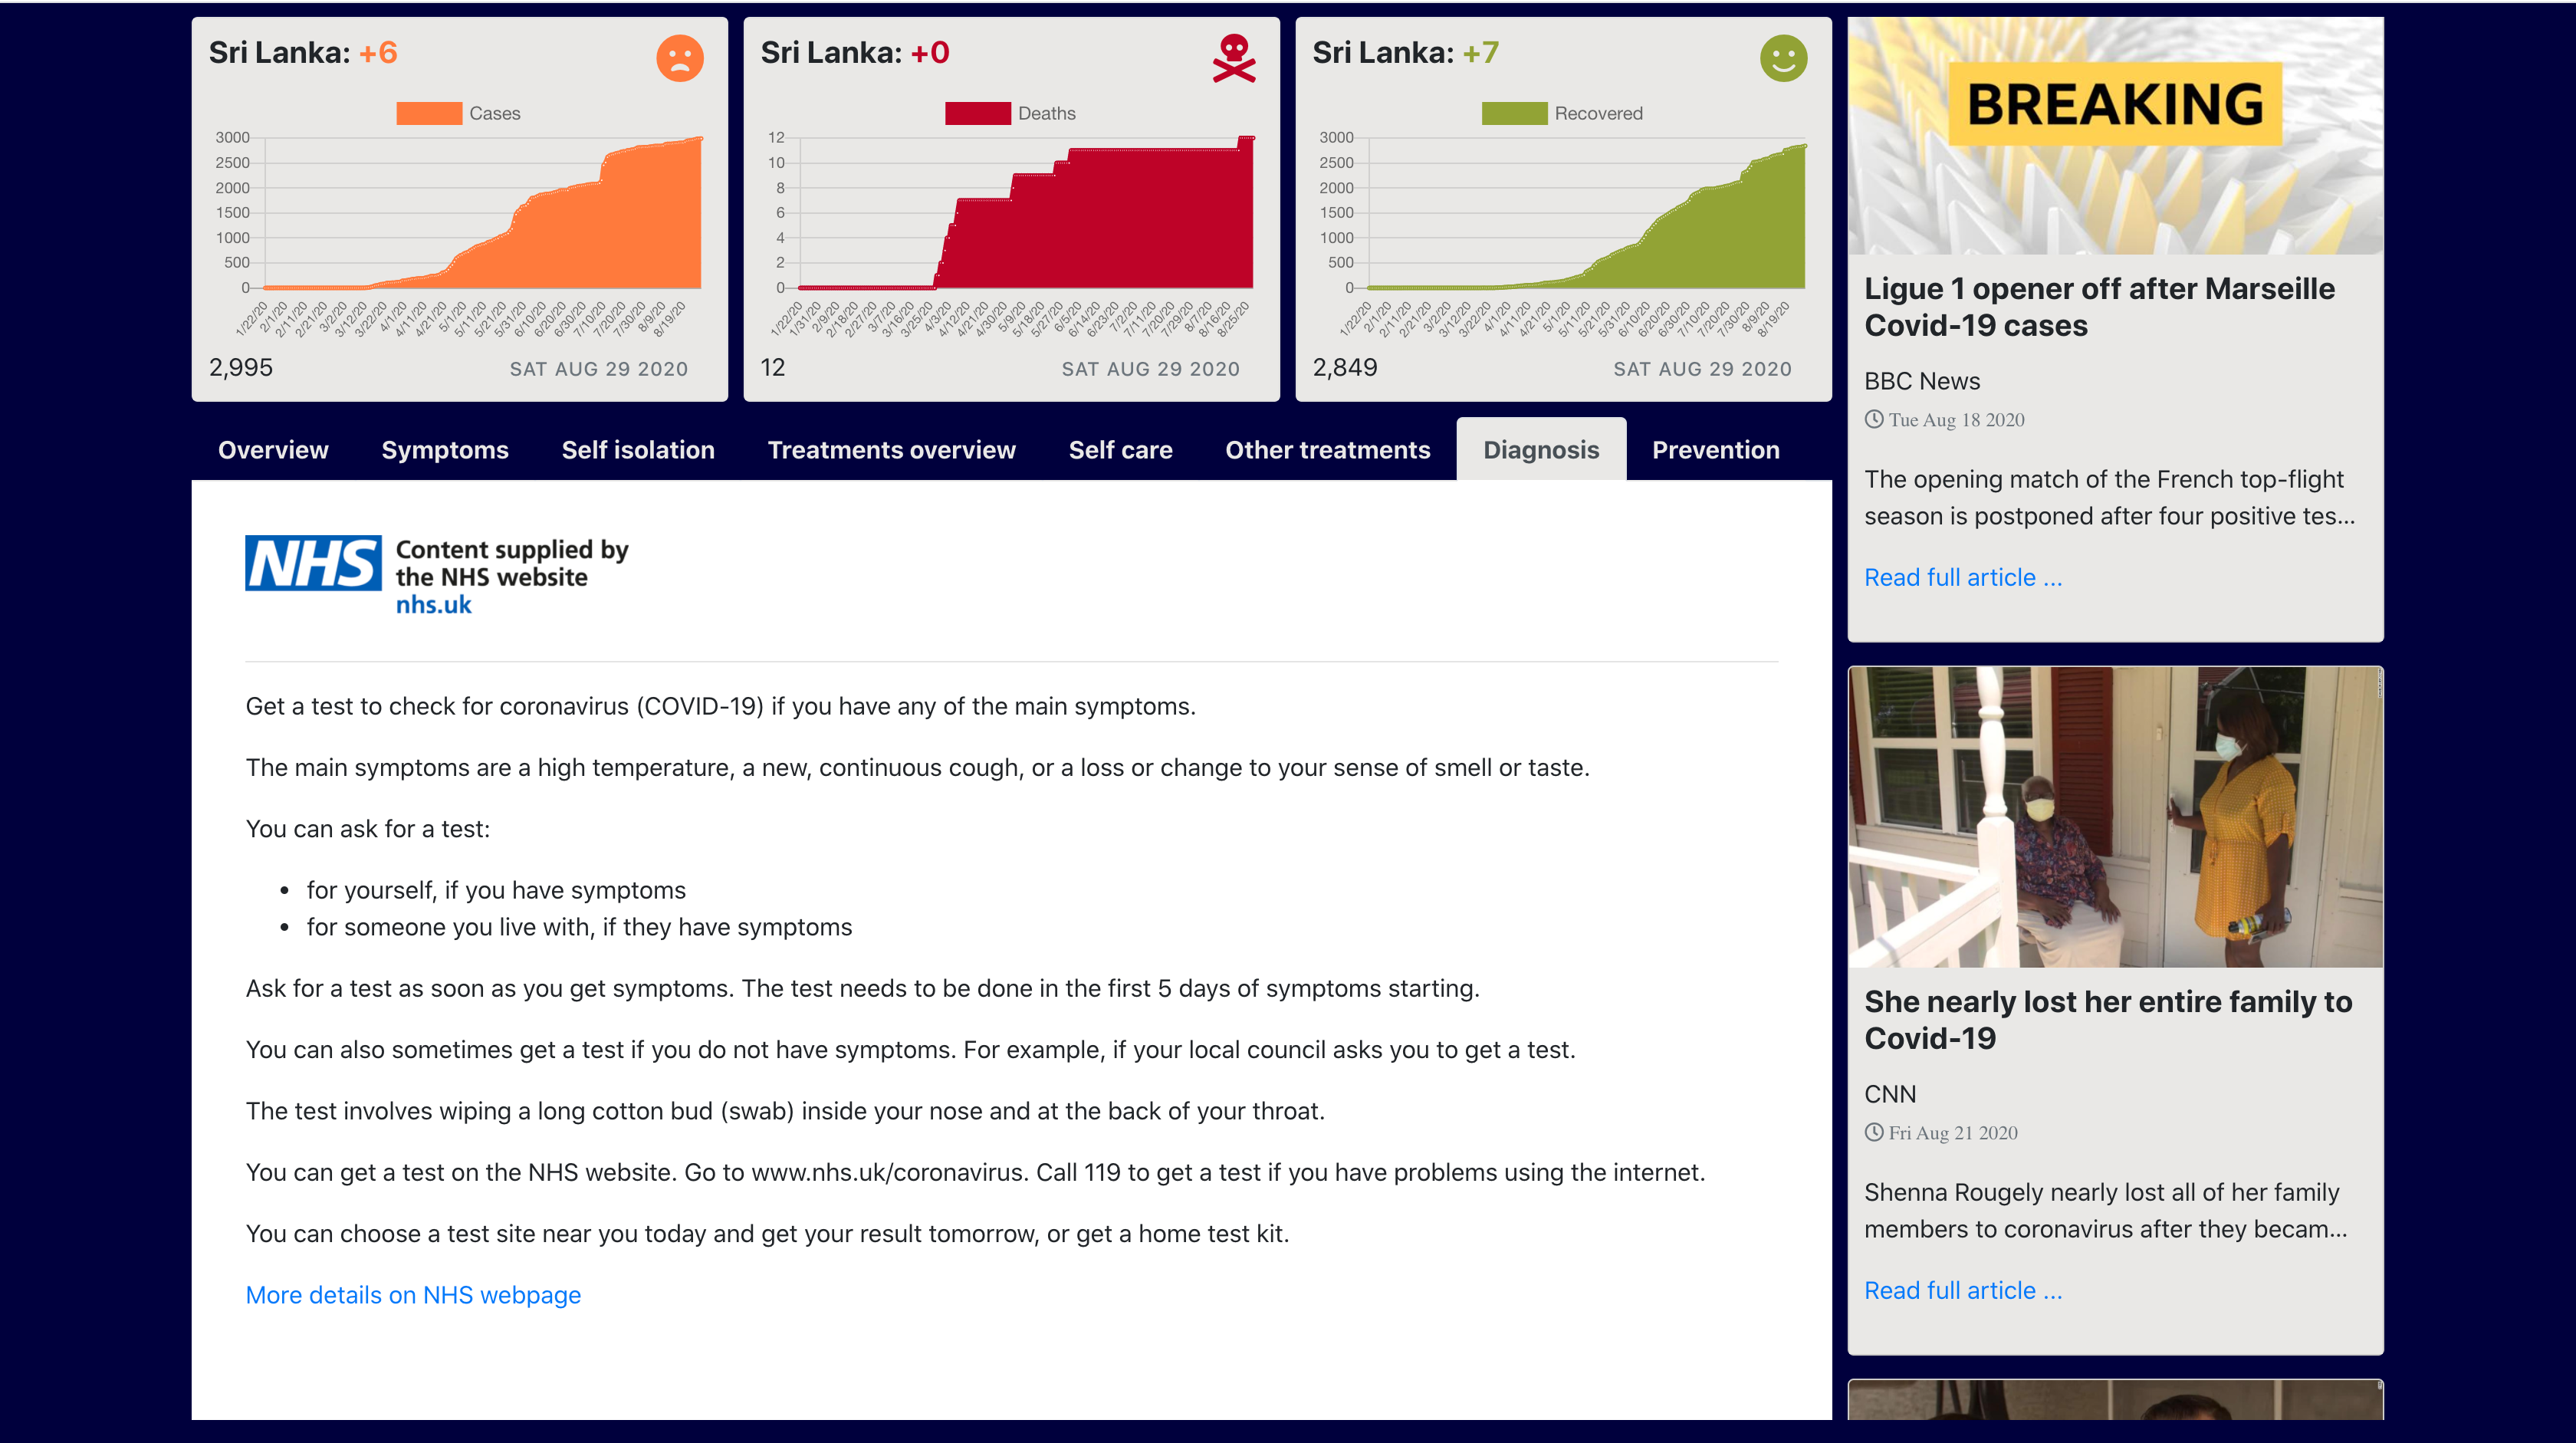 Sri Lanka: +6
Cases
3000
2500
2000
1500
1000
500
0
1/22/20 2/1/20 2/11/20 2/21/20 3/2/20 3/12/20 3/22/20 4/1/20 4/11/20 4/21/20 5/1/20 5/11/20 5/21/20 5/31/20 6/10/20 6/20/20 6/30/20 7/10/20 7/20/20 7/30/20 8/9/20 8/19/20
2,995 SAT AUG 29 2020
Sri Lanka: +0
Deaths
12
10
8
6
4
2
0
1/22/20 1/31/20 2/9/20 2/18/20 2/27/20 3/7/20 3/16/20 3/25/20 4/3/20 4/12/20 4/21/20 4/30/20 5/9/20 5/18/20 5/27/20 6/5/20 6/14/20 6/23/20 7/2/20 7/11/20 7/20/20 7/29/20 8/7/20 8/16/20 8/25/20
12 SAT AUG 29 2020
Sri Lanka: +7
Recovered
3000
2500
2000
1500
1000
500
0
1/22/20 2/1/20 2/11/20 2/21/20 3/2/20 3/12/20 3/22/20 4/1/20 4/11/20 4/21/20 5/1/20 5/11/20 5/21/20 5/31/20 6/10/20 6/20/20 6/30/20 7/10/20 7/20/20 7/30/20 8/9/20 8/19/20
2,849 SAT AUG 29 2020
Overview Symptoms Self isolation Treatments overview Self care Other treatments Diagnosis Prevention
NHS
Content supplied by
the NHS website
nhs.uk
Get a test to check for coronavirus (COVID-19) if you have any of the main symptoms.
The main symptoms are a high temperature, a new, continuous cough, or a loss or change to your sense of smell or taste.
You can ask for a test:
• for yourself, if you have symptoms
• for someone you live with, if they have symptoms
Ask for a test as soon as you get symptoms. The test needs to be done in the first 5 days of symptoms starting.
You can also sometimes get a test if you do not have symptoms. For example, if your local council asks you to get a test.
The test involves wiping a long cotton bud (swab) inside your nose and at the back of your throat.
You can get a test on the NHS website. Go to www.nhs.uk/coronavirus. Call 119 to get a test if you have problems using the internet.
You can choose a test site near you today and get your result tomorrow, or get a home test kit.
More details on NHS webpage
BREAKING
Ligue 1 opener off after Marseille
Covid-19 cases
BBC News
Tue Aug 18 2020
The opening match of the French top-flight
season is postponed after four positive tes...
Read full article ...
She nearly lost her entire family to
Covid-19
CNN
Fri Aug 21 2020
Shenna Rougely nearly lost all of her family
members to coronavirus after they becam...
Read full article ...